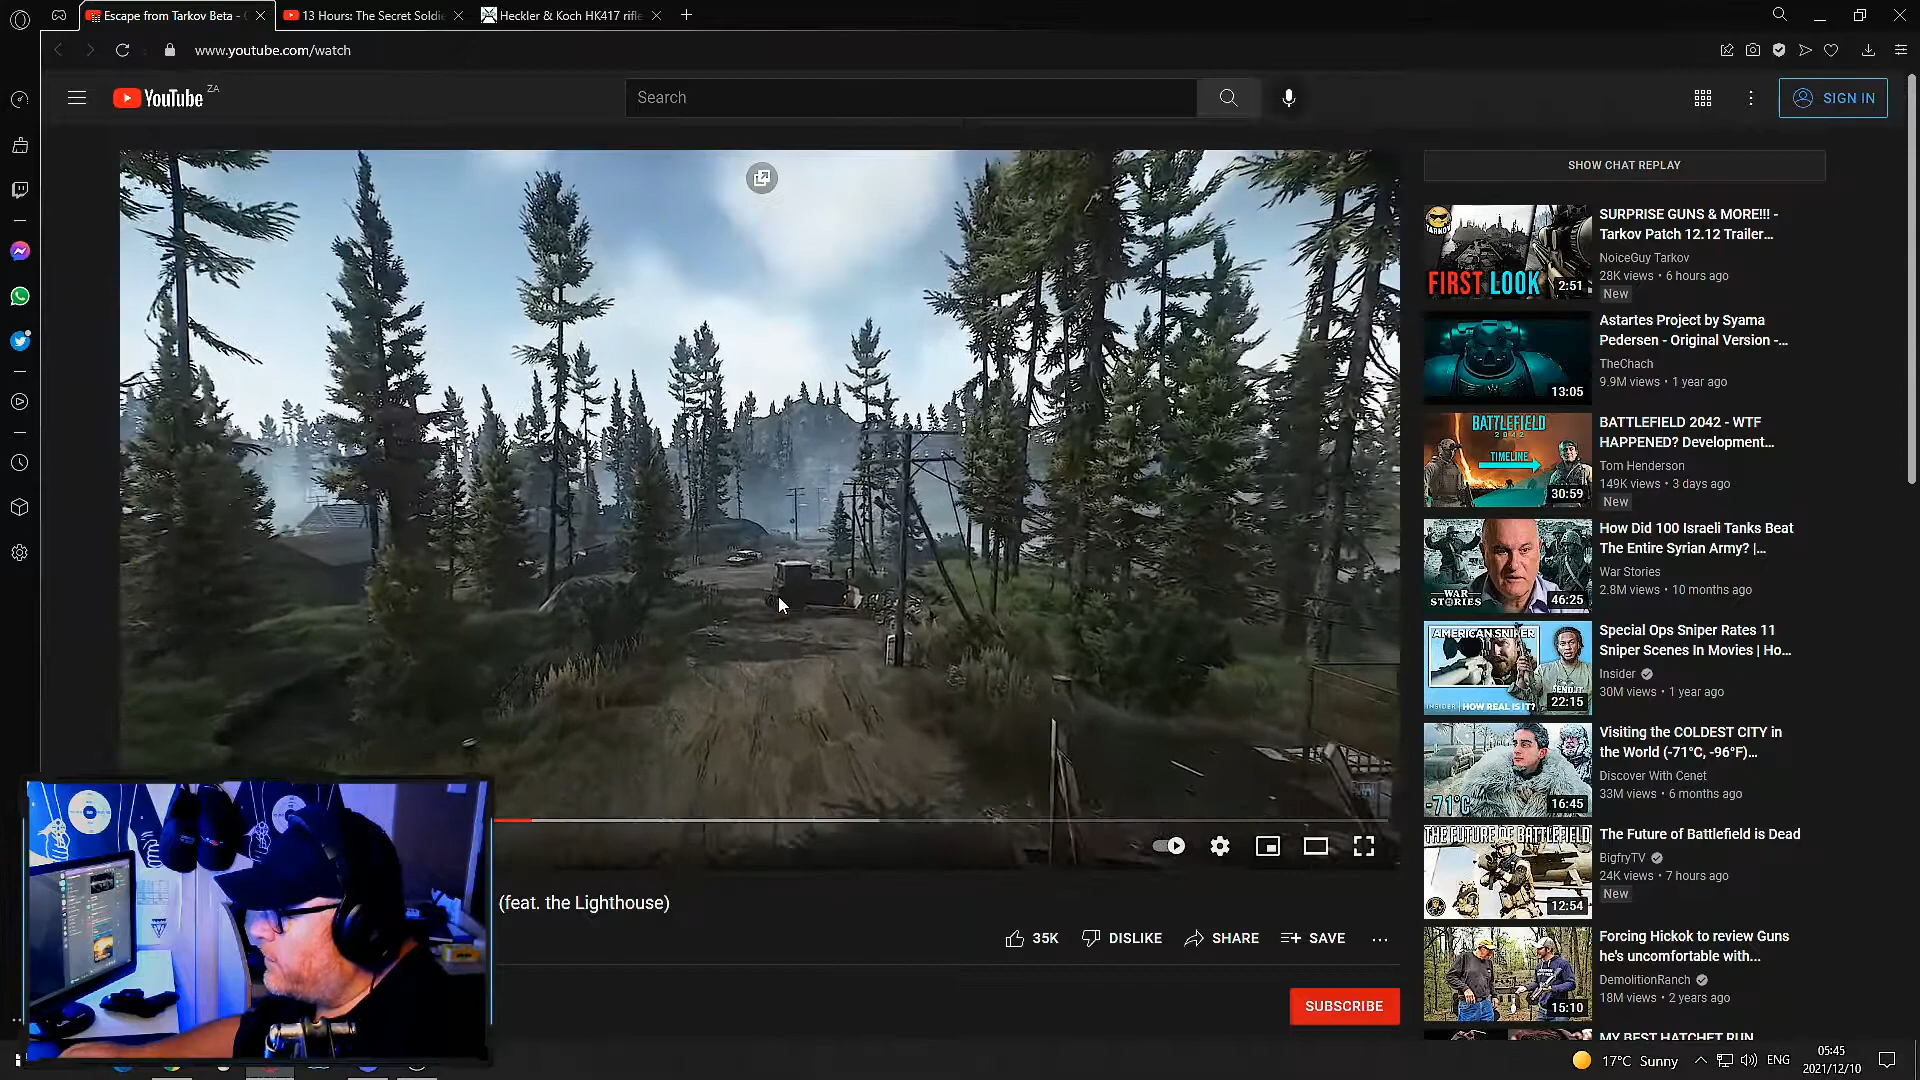 Escape from Tarkov Beta -
13 Hours: The Secret Soldie
Heckler & Koch HK417 rifle
www.youtube.com/watch
YouTube ZA
Search
SIGN IN
SHOW CHAT REPLAY
TARKOV
FIRST LOOK
2:51
SURPRISE GUNS & MORE!!! -
Tarkov Patch 12.12 Trailer...
NoiceGuy Tarkov
28K views • 6 hours ago
New
13:05
Astartes Project by Syama
Pedersen - Original Version -...
TheChach
9.9M views • 1 year ago
BATTLEFIELD
2042
TIMELINE
30:59
BATTLEFIELD 2042 - WTF
HAPPENED? Development...
Tom Henderson
149K views • 3 days ago
New
WAR
STORIES
46:25
How Did 100 Israeli Tanks Beat
The Entire Syrian Army? |...
War Stories
2.8M views • 10 months ago
AMERICAN SNIPER
SEND IT
INSIDER | HOW REAL IS IT?
22:15
Special Ops Sniper Rates 11
Sniper Scenes In Movies | Ho...
Insider
30M views • 1 year ago
-71°C
16:45
Visiting the COLDEST CITY in
the World (-71°C, -96°F)...
Discover With Cenet
33M views • 6 months ago
THE FUTURE OF BATTLEFIELD
12:54
The Future of Battlefield is Dead
BigfryTV
24K views • 7 hours ago
New
15:10
Forcing Hickok to review Guns
he's uncomfortable with...
DemolitionRanch
18M views • 2 years ago
MY BEST HATCHET RUN
(feat. the Lighthouse)
35K
DISLIKE
SHARE
SAVE
SUBSCRIBE
17°C Sunny
ENG
05:45
2021/12/10